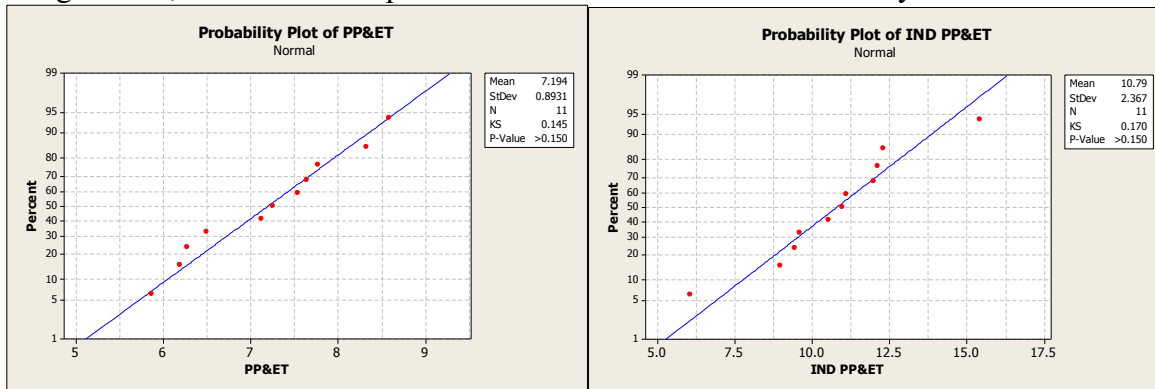 Probability Plot of PP&ET
Normal
99
95
90
80
70
60
50
40
30
20
10
5
1
Percent
5
6
7
8
9
PP&ET
Mean 7.194
StDev 0.8931
N 11
KS 0.145
P-Value >0.150
Probability Plot of IND PP&ET
Normal
99
95
90
80
70
60
50
40
30
20
10
5
1
Percent
5.0
7.5
10.0
12.5
15.0
17.5
IND PP&ET
Mean 10.79
StDev 2.367
N 11
KS 0.170
P-Value >0.150